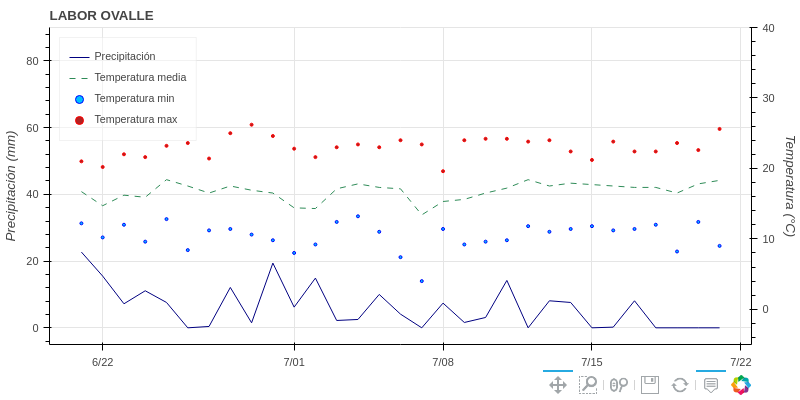 LABOR OVALLE
Precipitación
Temperatura media
Temperatura min
Temperatura max
Precipitación (mm)
80
60
40
20
0
Temperatura (°C)
40
30
20
10
0
6/22
7/01
7/08
7/15
7/22